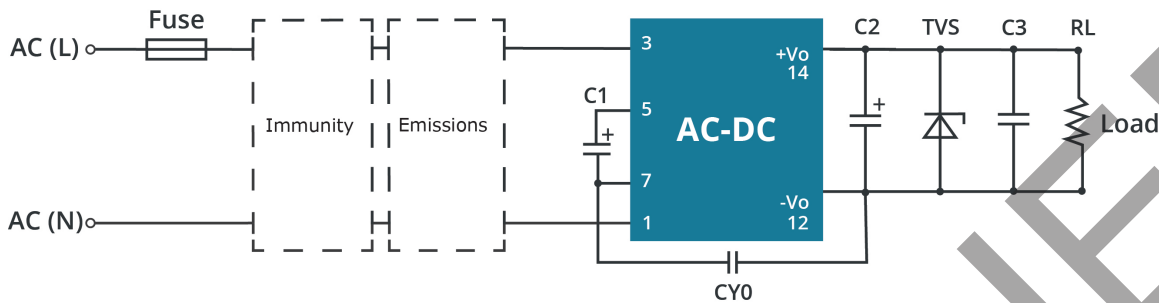 Fuse
AC (L)
Immunity
Emissions
AC (N)
C1
3
5
7
1
AC-DC
+Vo
14
-Vo
12
CY0
C2
TVS
C3
RL
+
+
Load